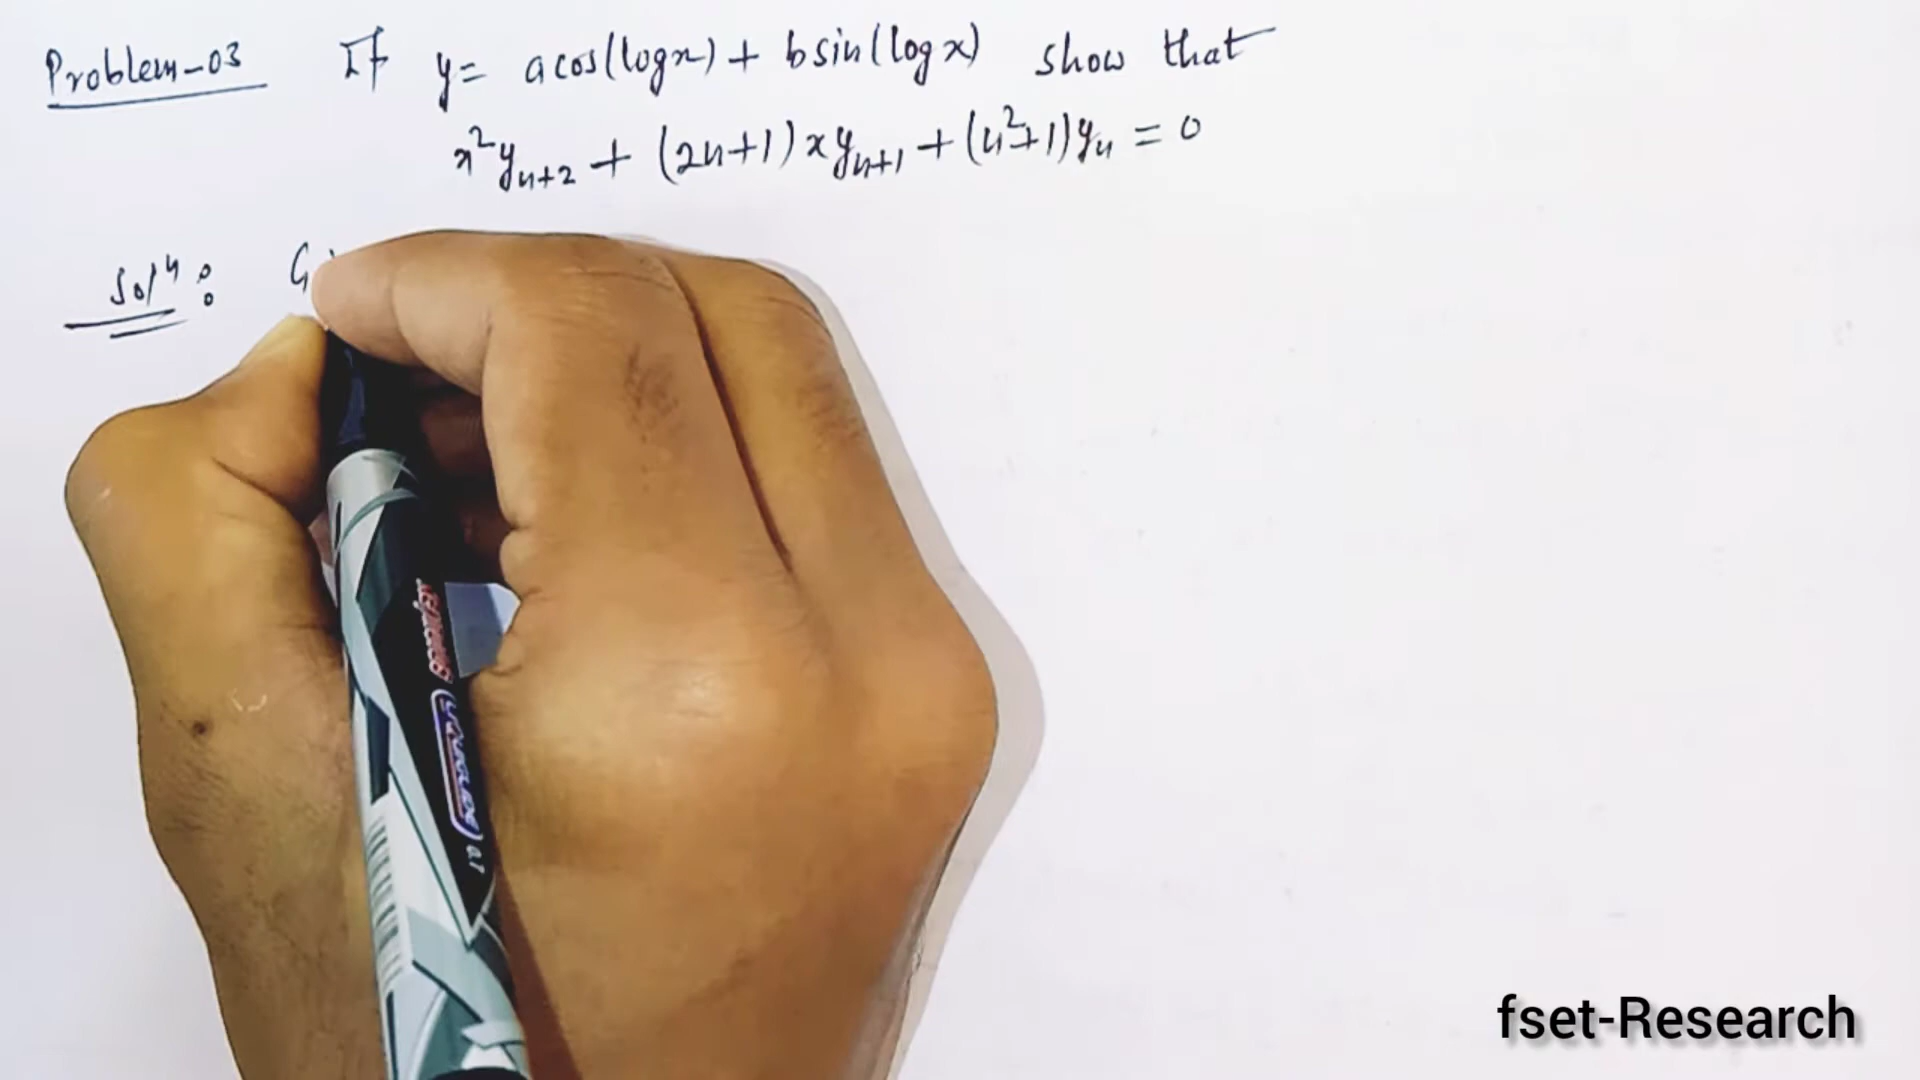 Problem-03 If y= acos(logx) + bsin(logx) show that
x²yₙ₊₂ + (2n+1)xyₙ₊₁ + (n²+1)yₙ = 0
Solⁿ:
fset-Research